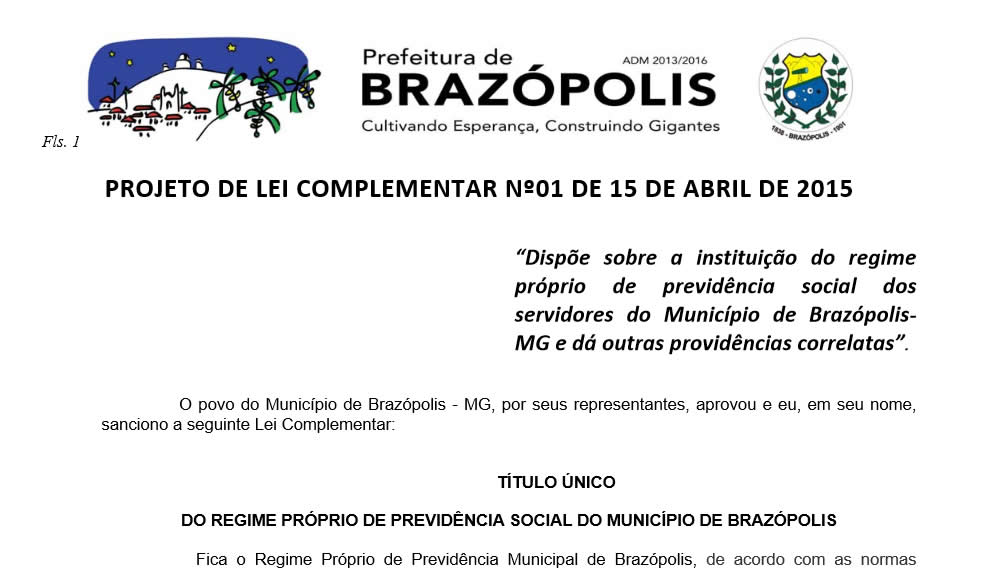 Prefeitura de
ADM 2013/2016
BRAZÓPOLIS
Cultivando Esperança, Construindo Gigantes
1838 - BRAZÓPOLIS - 1901
Fls. 1
PROJETO DE LEI COMPLEMENTAR Nº01 DE 15 DE ABRIL DE 2015
“Dispõe sobre a instituição do regime
próprio de previdência social dos
servidores do Município de Brazópolis-
MG e dá outras providências correlatas”.
O povo do Município de Brazópolis - MG, por seus representantes, aprovou e eu, em seu nome,
sanciono a seguinte Lei Complementar:
TÍTULO ÚNICO
DO REGIME PRÓPRIO DE PREVIDÊNCIA SOCIAL DO MUNICÍPIO DE BRAZÓPOLIS
Fica o Regime Próprio de Previdência Municipal de Brazópolis, de acordo com as normas